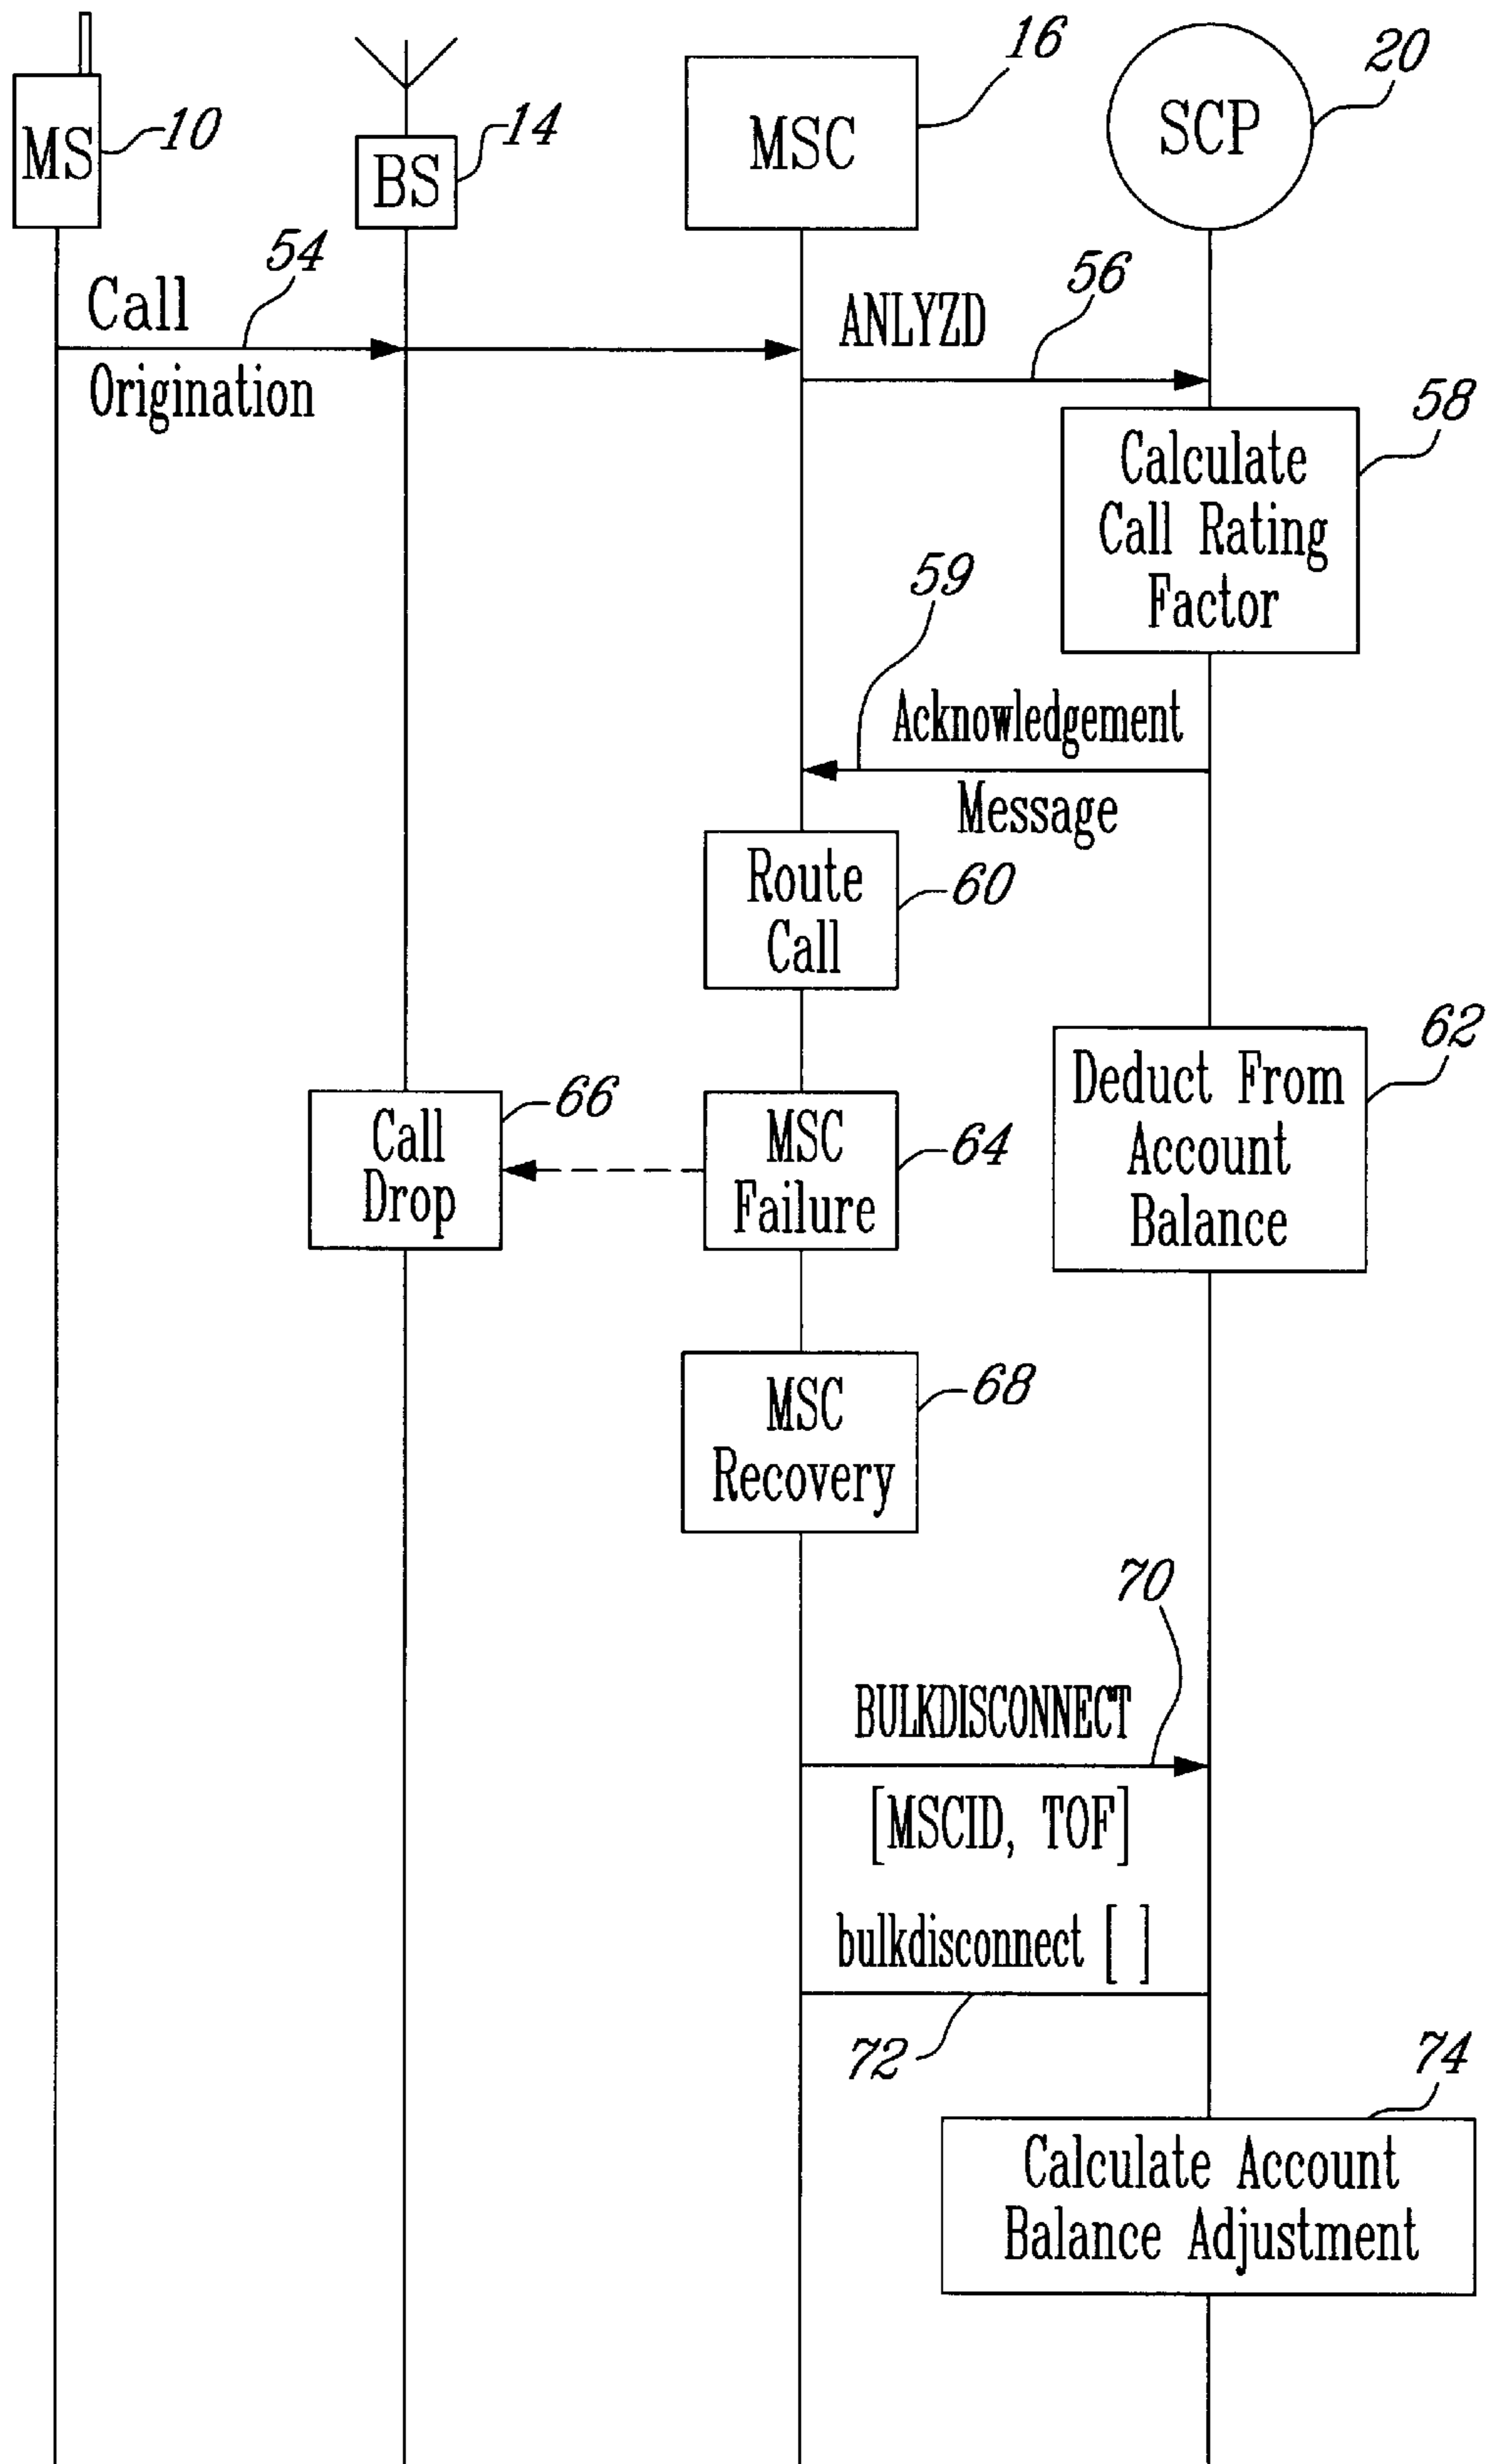 16
20
MS
10
14
BS
MSC
SCP
54
Call
Origination
56
ANLYZD
58
Calculate
Call Rating
Factor
59
Acknowledgement
Message
Route
Call
60
62
Deduct From
Account
Balance
66
Call
Drop
MSC
Failure
64
MSC
Recovery
68
70
BULKDISCONNECT
[MSCID, TOF]
bulkdisconnect [ ]
72
74
Calculate Account
Balance Adjustment